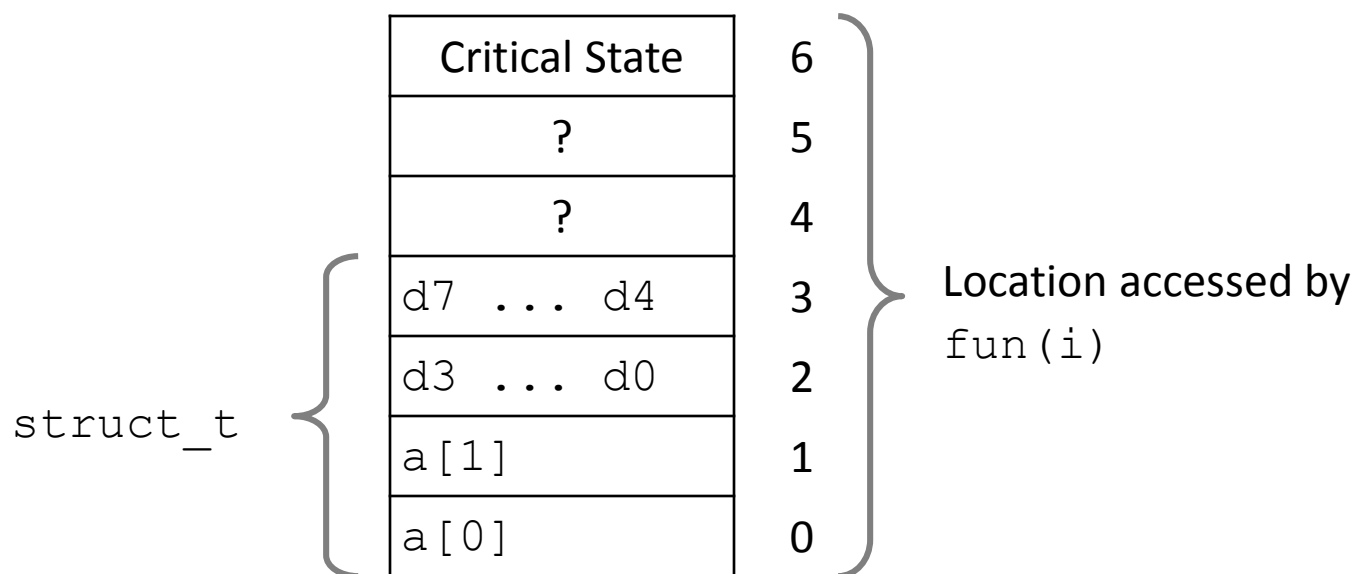 Critical State 6
? 5
? 4
d7 ... d4 3
d3 ... d0 2
a[1] 1
a[0] 0
struct_t
Location accessed by
fun(i)